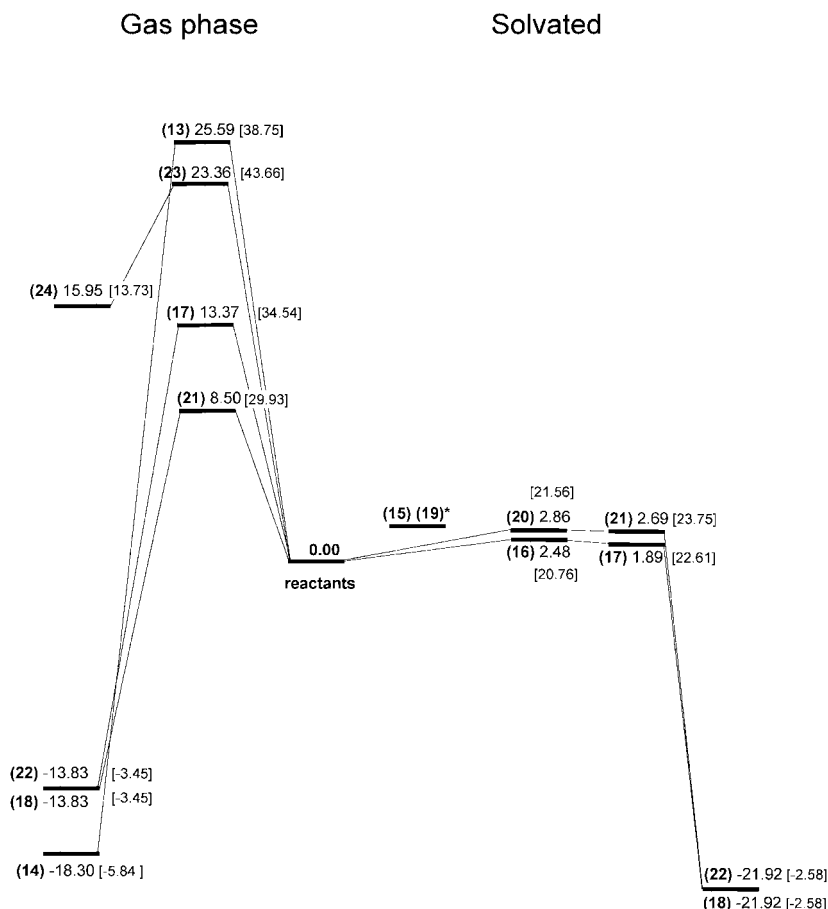 Gas phase Solvated
(13) 25.59 [38.75]
(23) 23.36 [43.66]
(24) 15.95 [13.73]
(17) 13.37 [34.54]
(21) 8.50 [29.93]
[21.56]
(15) (19)* (20) 2.86 (21) 2.69 [23.75]
0.00 (16) 2.48 (17) 1.89 [22.61]
reactants [20.76]
(22) -13.83 [-3.45]
(18) -13.83 [-3.45]
(14) -18.30 [-5.84 ]
(22) -21.92 [-2.58]
(18) -21.92 [-2.58]